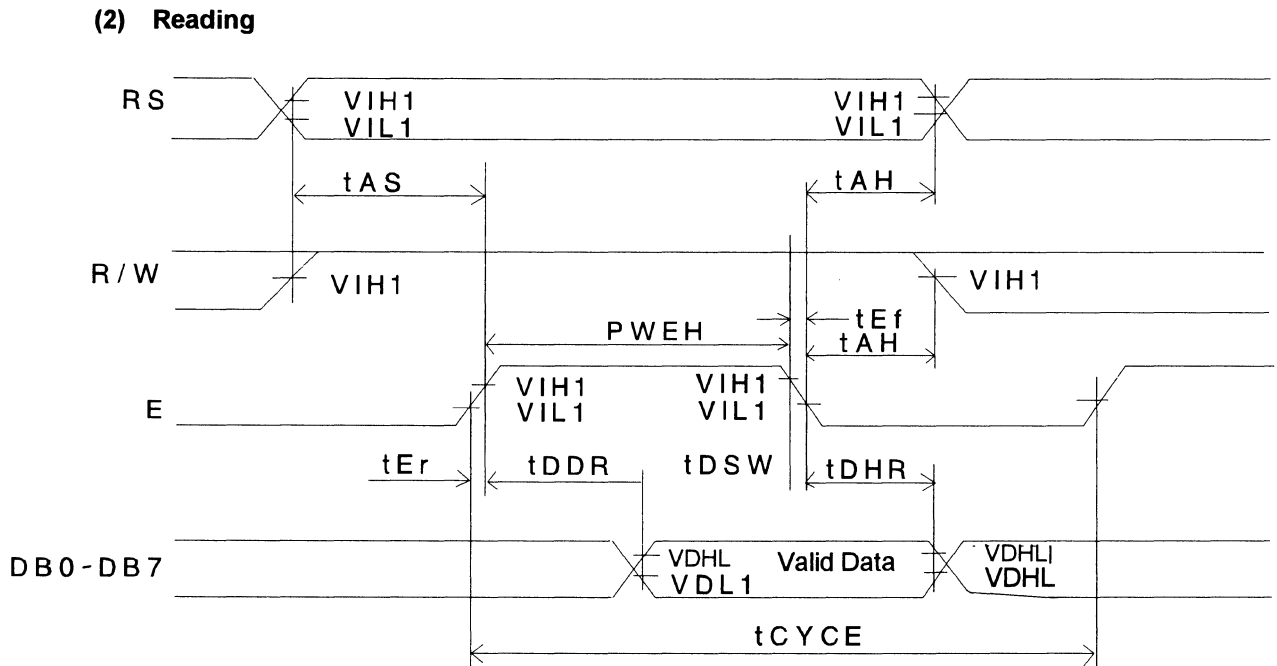 (2) Reading
RS
VIH1
VIL1
VIH1
VIL1
tAS
tAH
R/W
VIH1
VIH1
tEf
PWEH
tAH
E
VIH1
VIL1
VIH1
VIL1
tEr
tDDR
tDSW
tDHR
DB0-DB7
VDHL
VDL1
Valid Data
VDHL|
VDHL
tCYCE